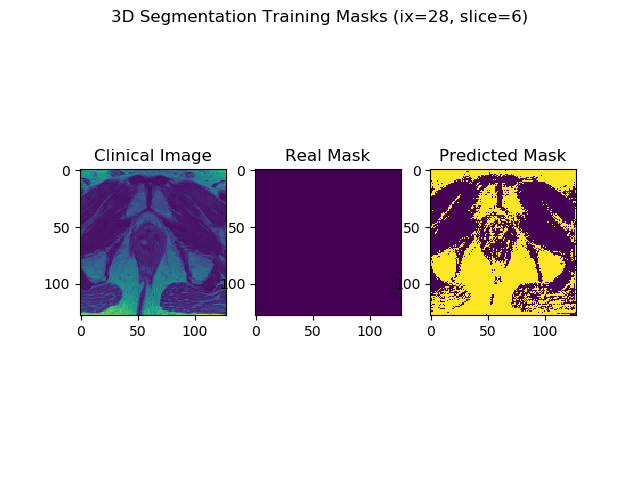 3D Segmentation Training Masks (ix=28, slice=6)
Clinical Image Real Mask Predicted Mask
0 0 0
50 50 50
100 100 100
0 50 100 0 50 100 0 50 100